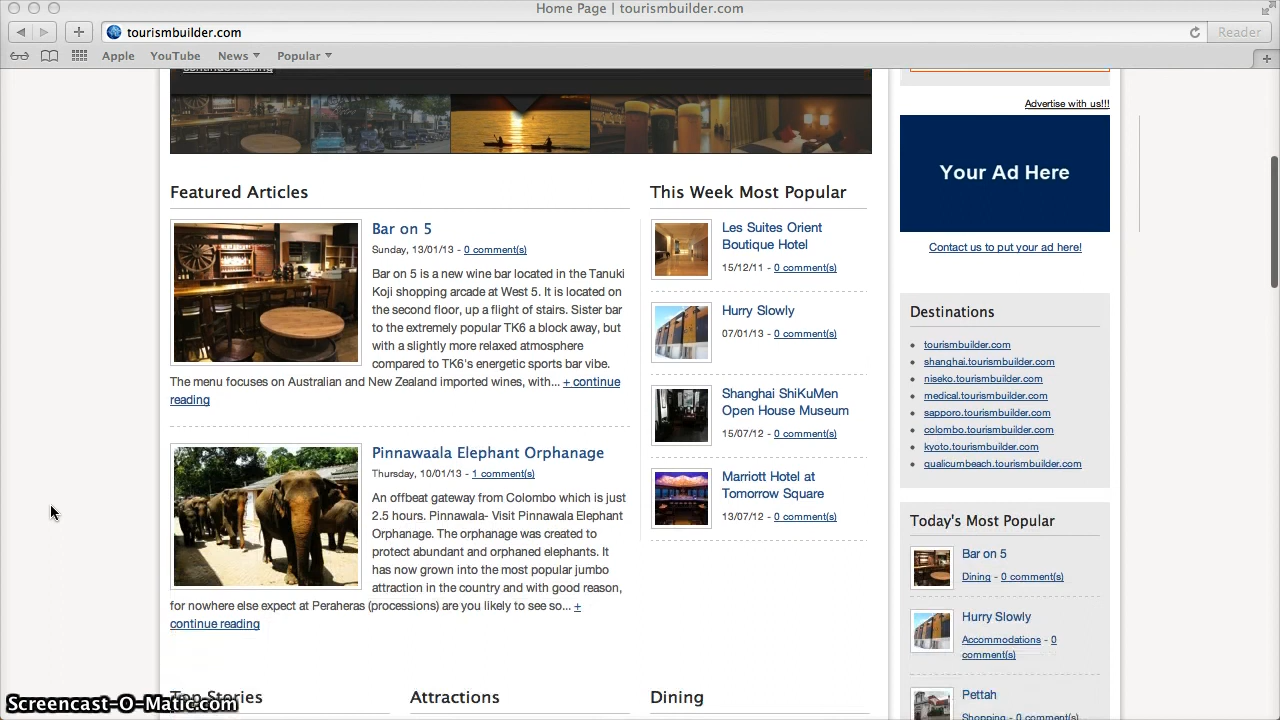 Home Page | tourismbuilder.com
tourismbuilder.com
Reader
Apple
YouTube
News
Popular
continue reading
Featured Articles
Bar on 5
Sunday, 13/01/13 - 0 comment(s)
Bar on 5 is a new wine bar located in the Tanuki
Koji shopping arcade at West 5. It is located on
the second floor, up a flight of stairs. Sister bar
to the extremely popular TK6 a block away, but
with a slightly more relaxed atmosphere
compared to TK6's energetic sports bar vibe.
The menu focuses on Australian and New Zealand imported wines, with... + continue
reading
Pinnawaala Elephant Orphanage
Thursday, 10/01/13 - 1 comment(s)
An offbeat gateway from Colombo which is just
2.5 hours. Pinnawala- Visit Pinnawala Elephant
Orphanage. The orphanage was created to
protect abundant and orphaned elephants. It
has now grown into the most popular jumbo
attraction in the country and with good reason,
for nowhere else expect at Peraheras (processions) are you likely to see so... +
continue reading
This Week Most Popular
Les Suites Orient
Boutique Hotel
15/12/11 - 0 comment(s)
Hurry Slowly
07/01/13 - 0 comment(s)
Shanghai ShiKuMen
Open House Museum
15/07/12 - 0 comment(s)
Marriott Hotel at
Tomorrow Square
13/07/12 - 0 comment(s)
Advertise with us!!!
Your Ad Here
Contact us to put your ad here!
Destinations
tourismbuilder.com
shanghai.tourismbuilder.com
niseko.tourismbuilder.com
medical.tourismbuilder.com
sapporo.tourismbuilder.com
colombo.tourismbuilder.com
kyoto.tourismbuilder.com
qualicumbeach.tourismbuilder.com
Today's Most Popular
Bar on 5
Dining - 0 comment(s)
Hurry Slowly
Accommodations - 0
comment(s)
Pettah
Shopping - 0 comment(s)
Top Stories
Attractions
Dining
Screencast-O-Matic.com